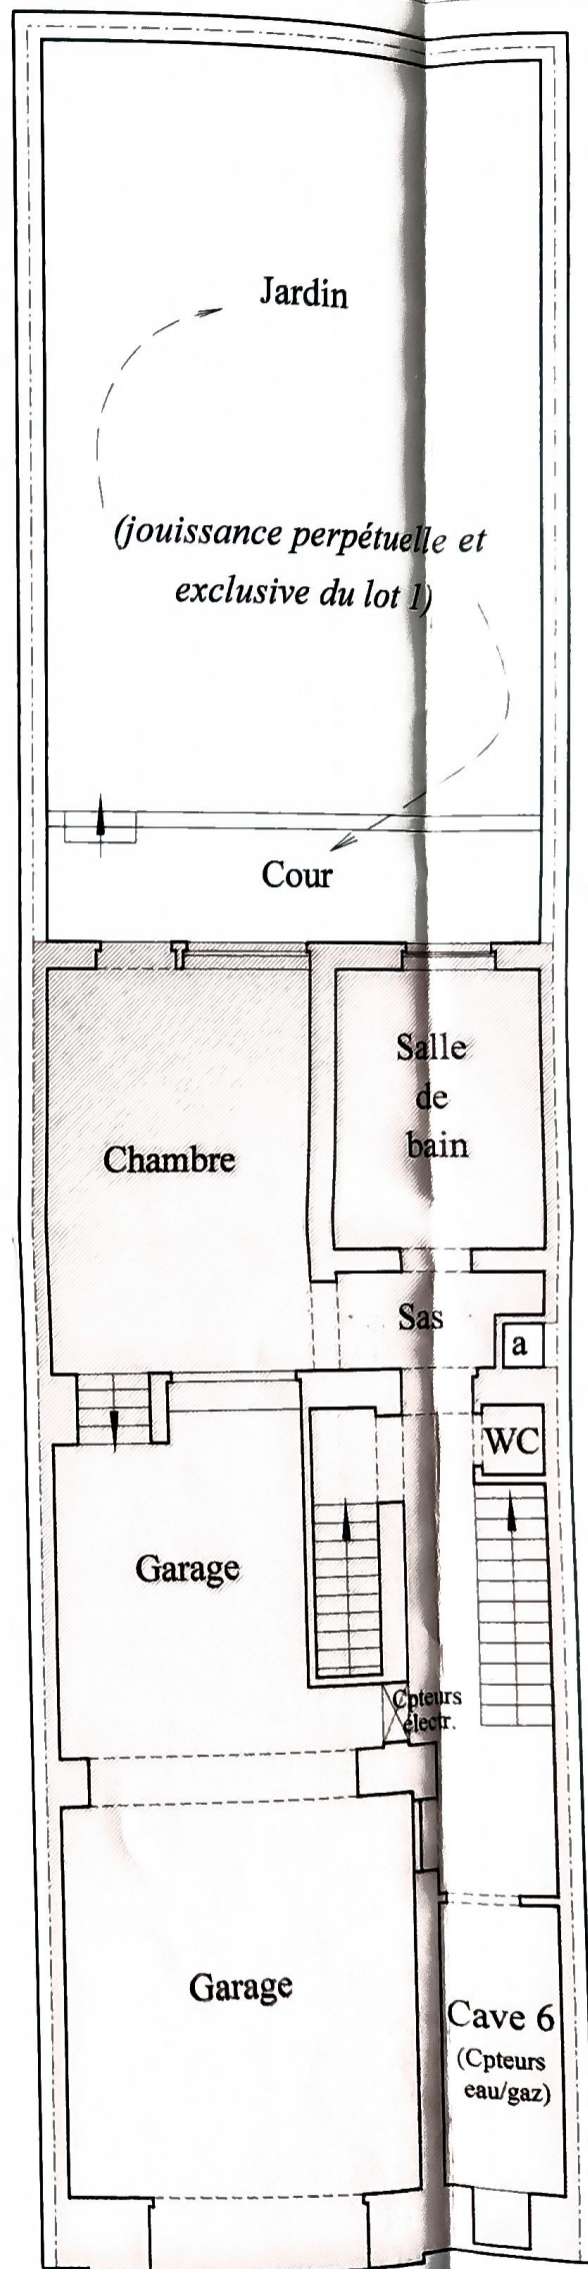 Jardin
(jouissance perpétuelle et
exclusive du lot 1)
Cour
Salle
de
bain
Chambre
Sas
a
WC
Garage
Cpteurs
électr.
Garage
Cave 6
(Cpteurs
eau/gaz)